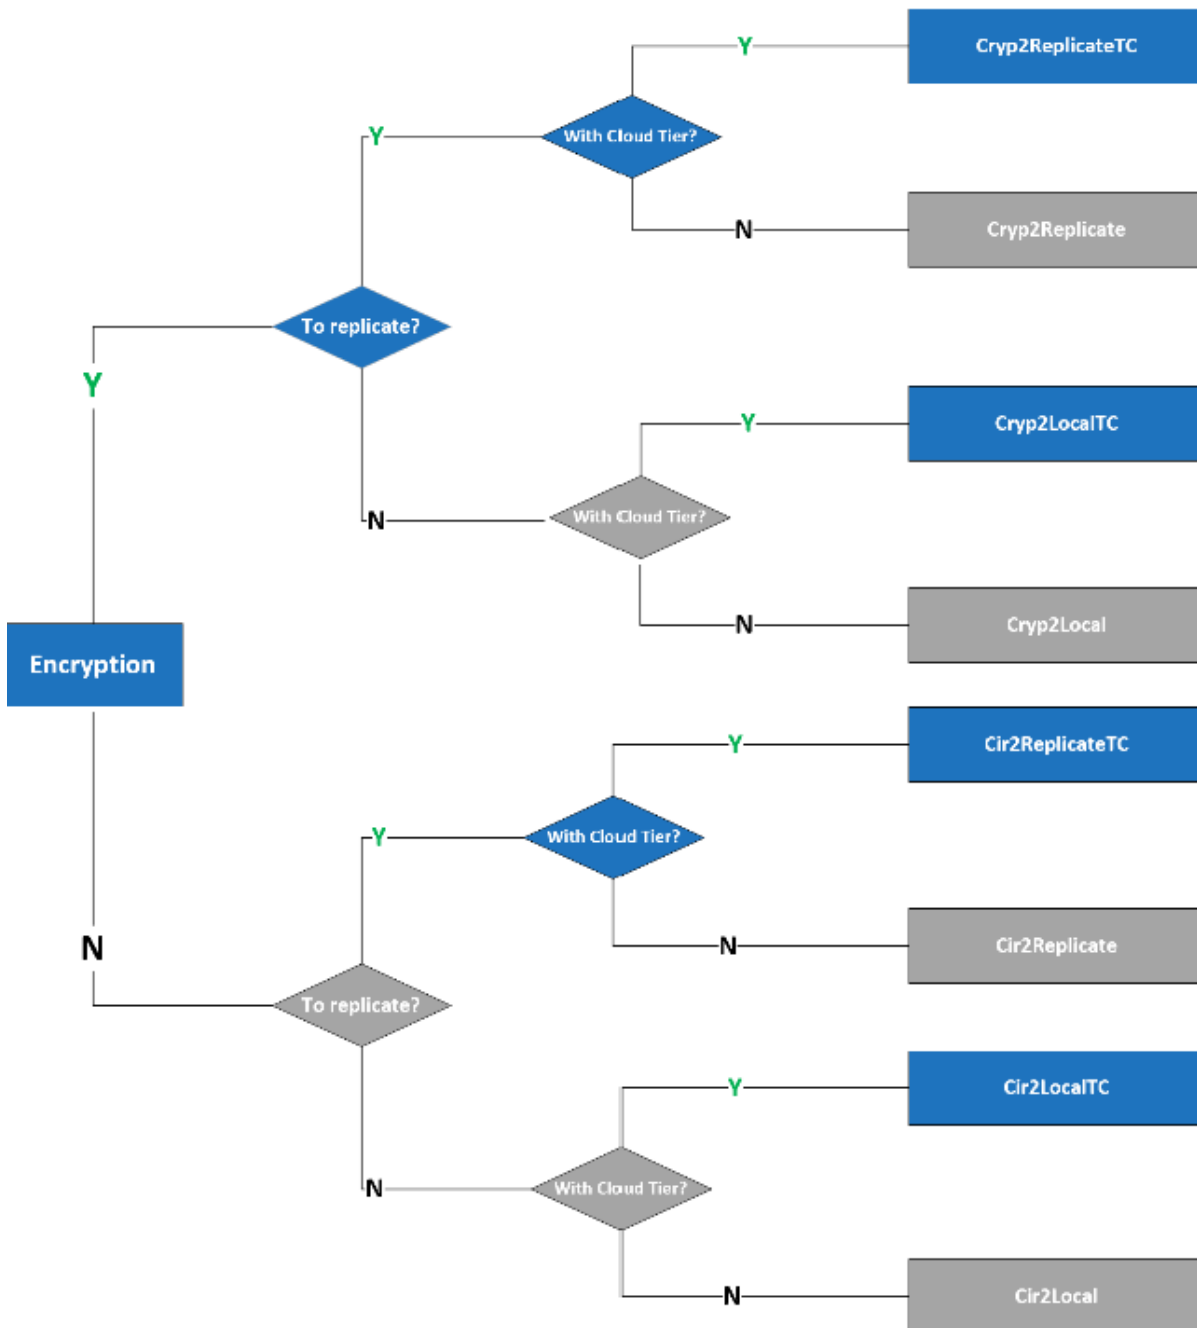 Y
Cryp2ReplicateTC
With Cloud Tier?
Y
N
Cryp2Replicate
To replicate?
Y
Y
Cryp2LocalTC
With Cloud Tier?
N
N
Cryp2Local
Encryption
Y
Cir2ReplicateTC
With Cloud Tier?
Y
N
N
Cir2Replicate
To replicate?
Y
Cir2LocalTC
With Cloud Tier?
N
N
Cir2Local